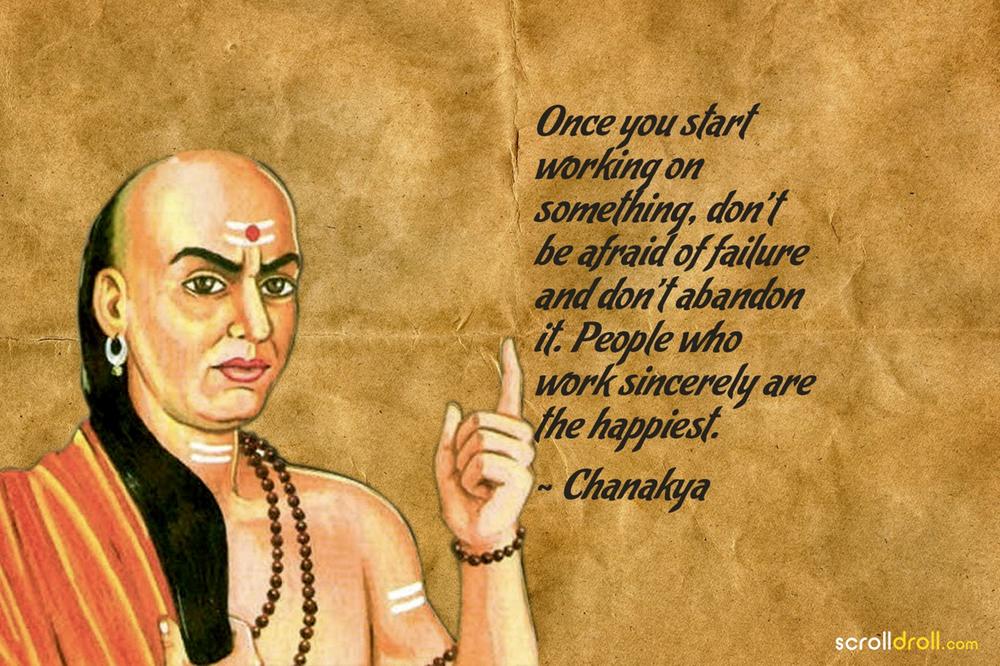 Once you start
working on
something, don't
be afraid of failure
and don't abandon
it. People who
work sincerely are
the happiest.
~ Chanakya
scrolldroll.com